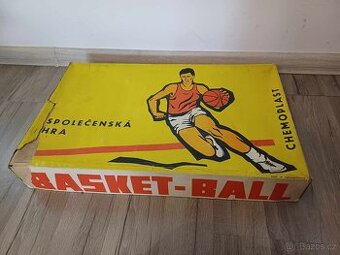 SPOLEČENSKÁ
HRA
CHEMOPLAST
BASKET-BALL